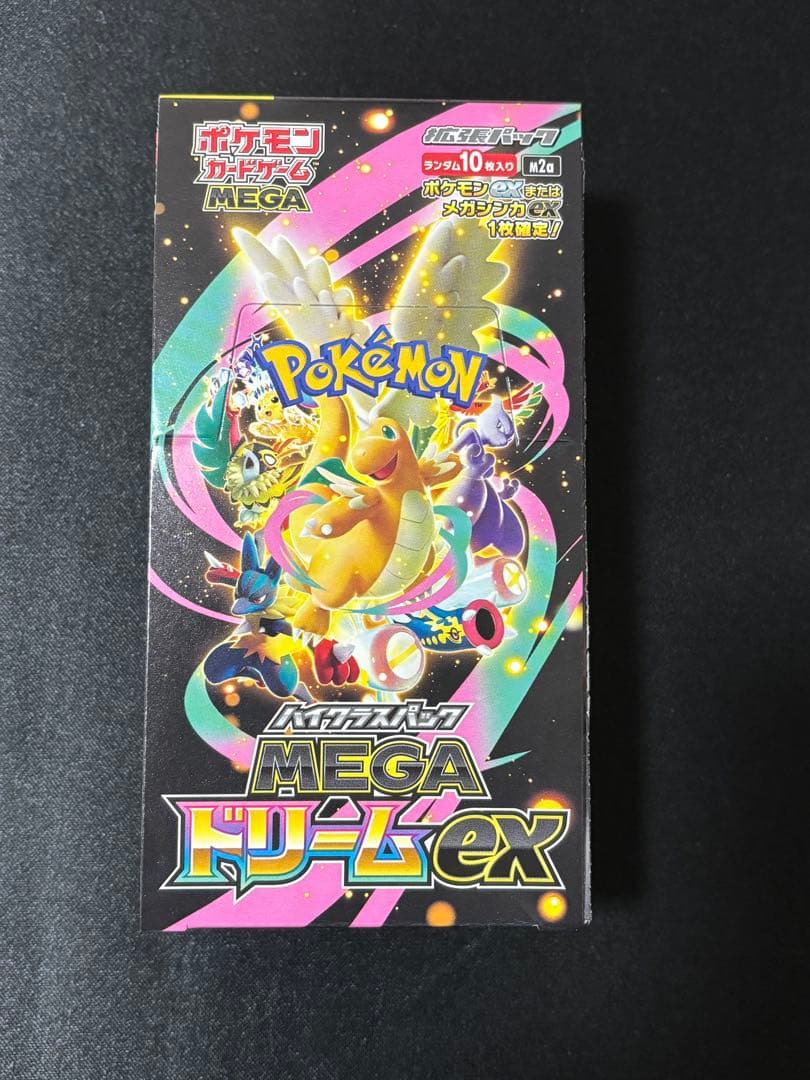 ポケモン
カードゲーム
MEGA
拡張パック
ランダム10枚入り
M2a
ポケモンexまたは
メガシンカex
1枚確定!
POKéMON
ハイクラスパック
MEGA
ドリームex